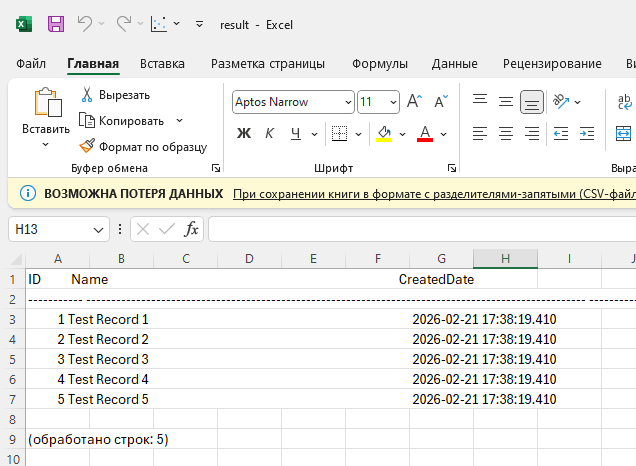 result - Excel
Файл Главная Вставка Разметка страницы Формулы Данные Рецензирование
Вставить
Вырезать
Копировать
Формат по образцу
Буфер обмена
Aptos Narrow 11
Ж К Ч
Шрифт
ab
Выра
ВОЗМОЖНА ПОТЕРЯ ДАННЫХ При сохранении книги в формате с разделителями-запятыми (CSV-файл
H13 fx
A B C D E F G H I J
1 ID Name CreatedDate
2 ----------- ---------------------------------------------------------------------------------------------------- -----------
3 1 Test Record 1 2026-02-21 17:38:19.410
4 2 Test Record 2 2026-02-21 17:38:19.410
5 3 Test Record 3 2026-02-21 17:38:19.410
6 4 Test Record 4 2026-02-21 17:38:19.410
7 5 Test Record 5 2026-02-21 17:38:19.410
8
9 (обработано строк: 5)
10